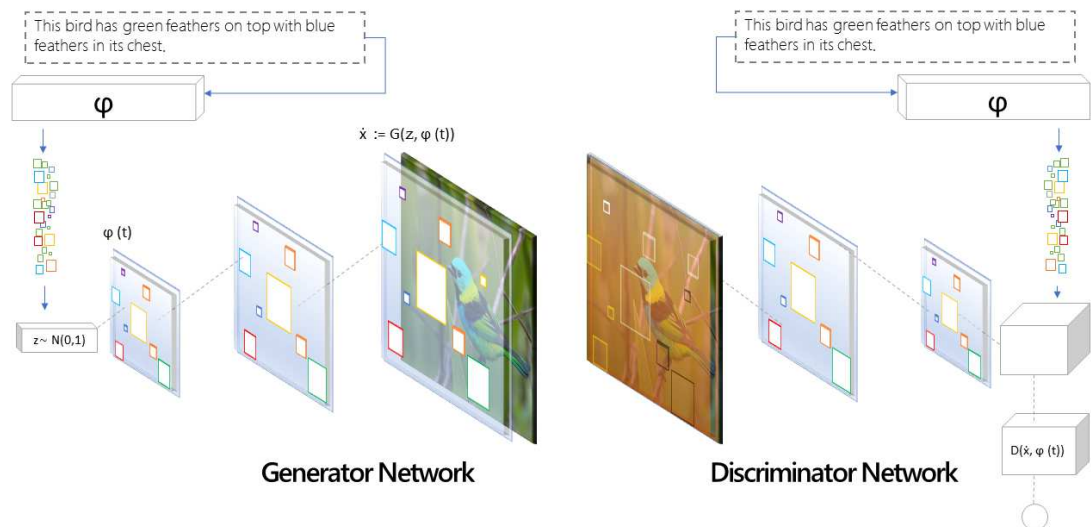 This bird has green feathers on top with blue
feathers in its chest.
φ
ẋ := G(z, φ (t))
φ (t)
z~ N(0,1)
Generator Network
This bird has green feathers on top with blue
feathers in its chest.
φ
D(ẋ, φ (t))
Discriminator Network